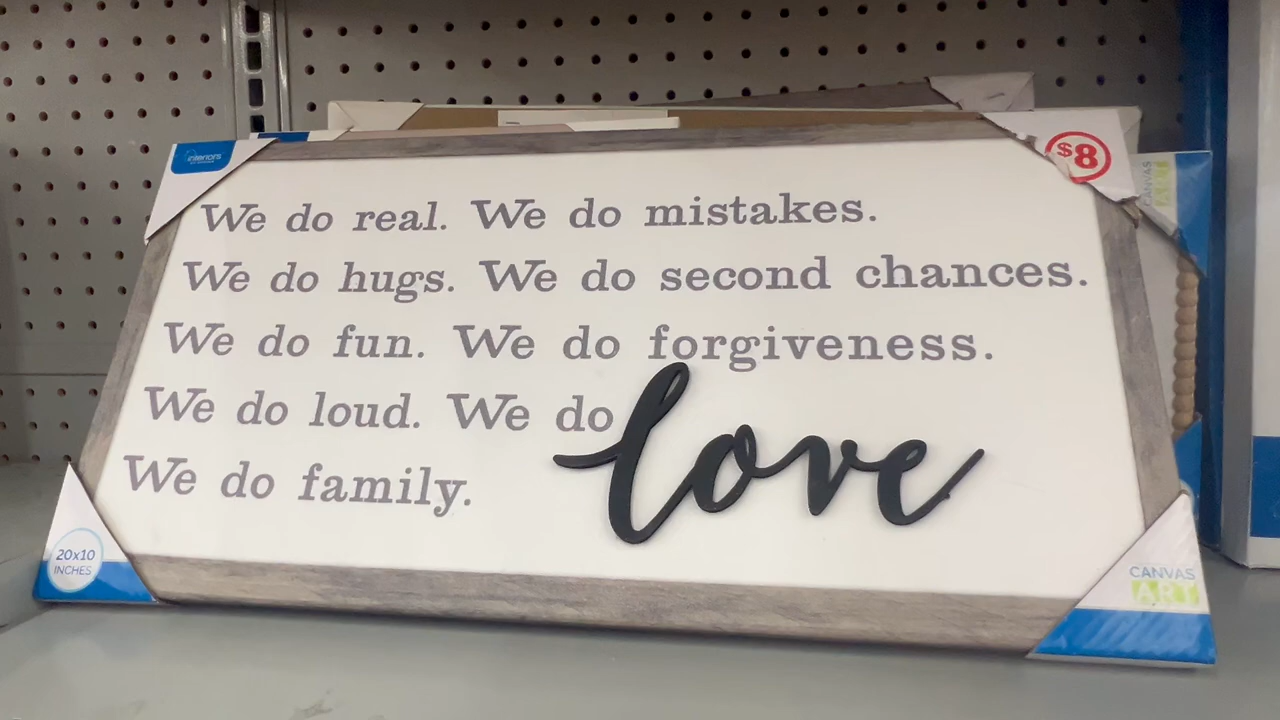 interiors
$8
We do real. We do mistakes.
We do hugs. We do second chances.
We do fun. We do forgiveness.
We do loud. We do love
We do family.
20x10
INCHES
CANVAS
ART
CANVAS